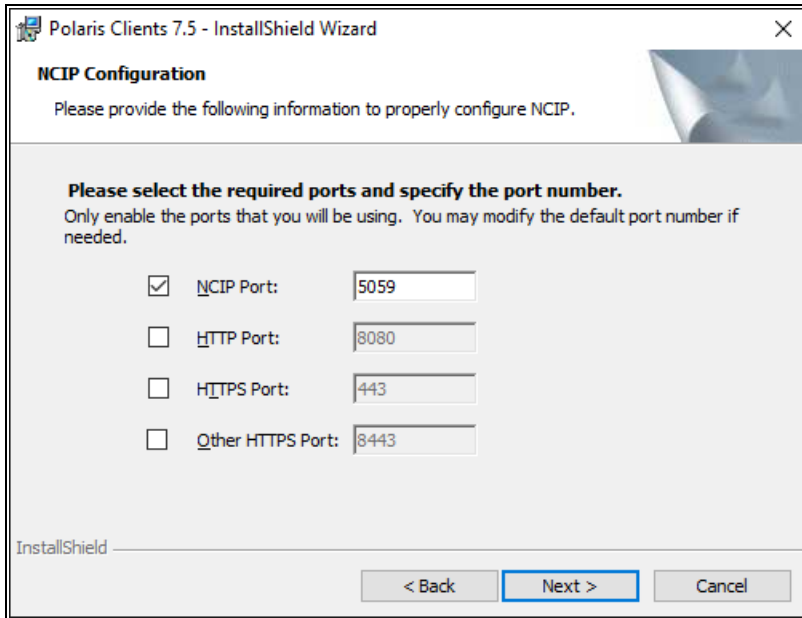 Polaris Clients 7.5 - InstallShield Wizard
NCIP Configuration
Please provide the following information to properly configure NCIP.
Please select the required ports and specify the port number.
Only enable the ports that you will be using.  You may modify the default port number if
needed.
NCIP Port: 5059
HTTP Port: 8080
HTTPS Port: 443
Other HTTPS Port: 8443
InstallShield
< Back Next > Cancel